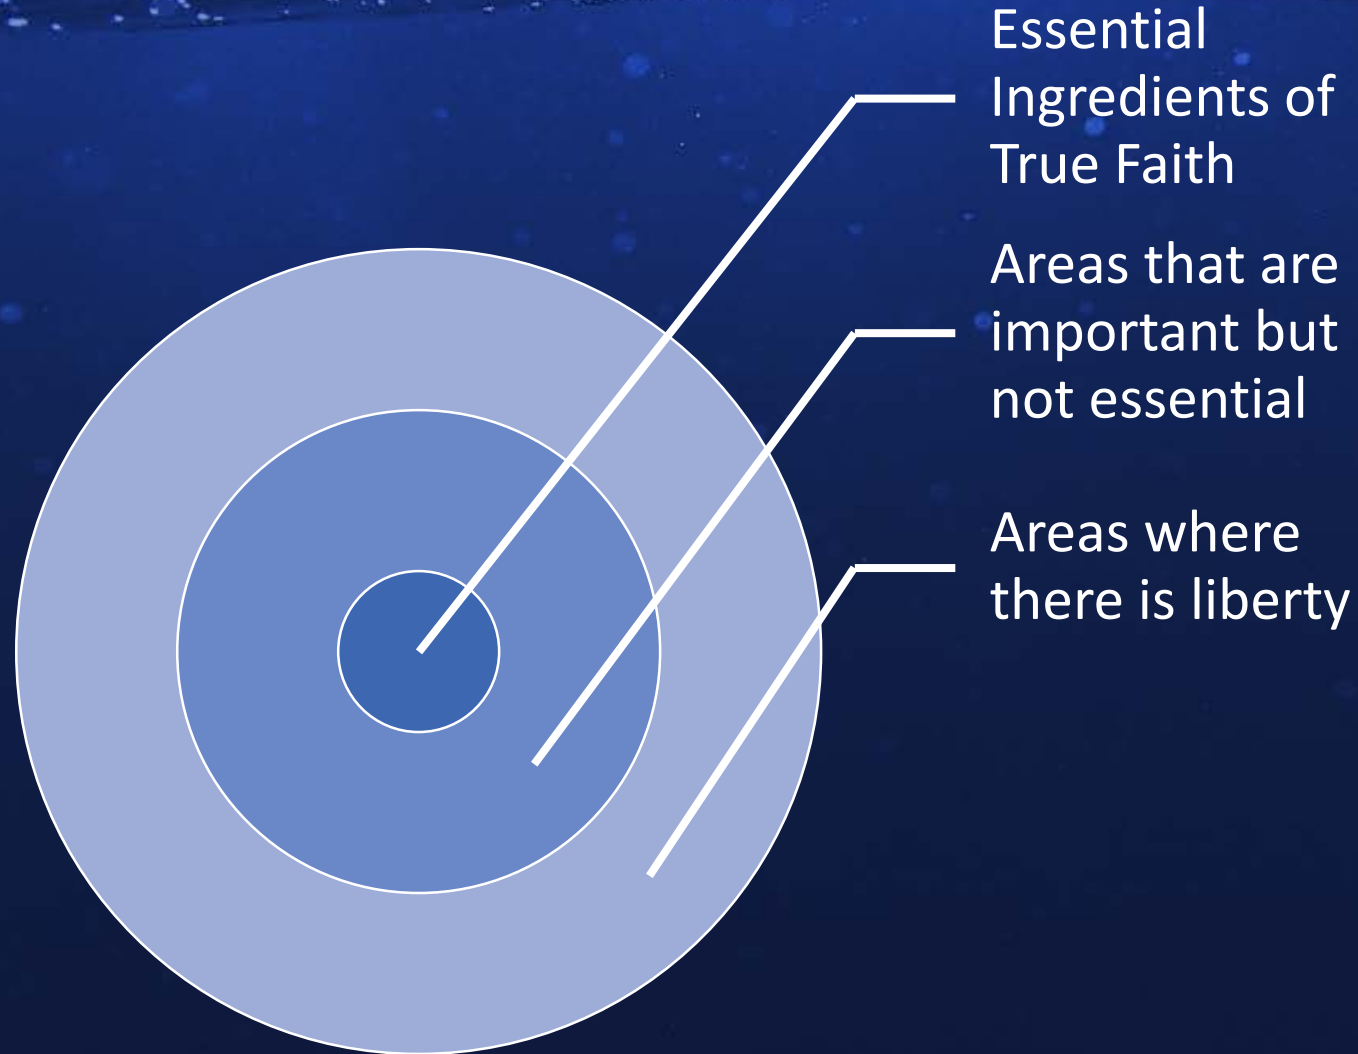 Essential
Ingredients of
True Faith
Areas that are
important but
not essential
Areas where
there is liberty